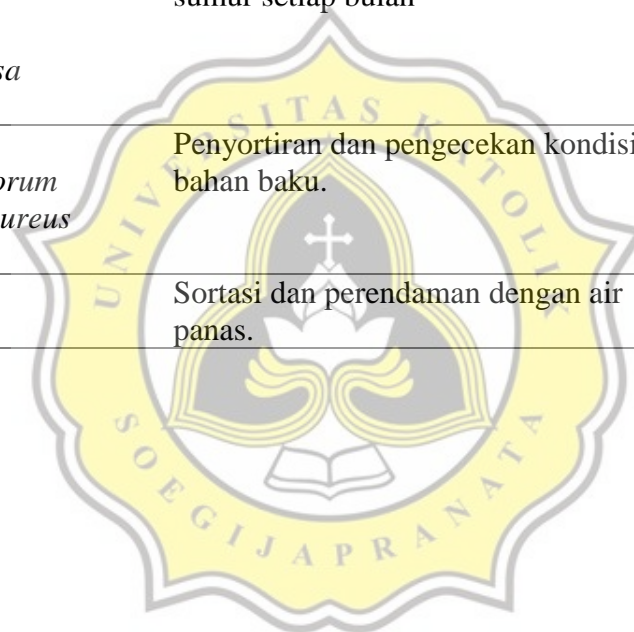 sumur setiap bulan
sa
Penyortiran dan pengecekan kondisi
orum
bahan baku.
ureus
Sortasi dan perendaman dengan air
panas.
UNIVERSITAS KATOLIK
SOEGIJAPRANATA